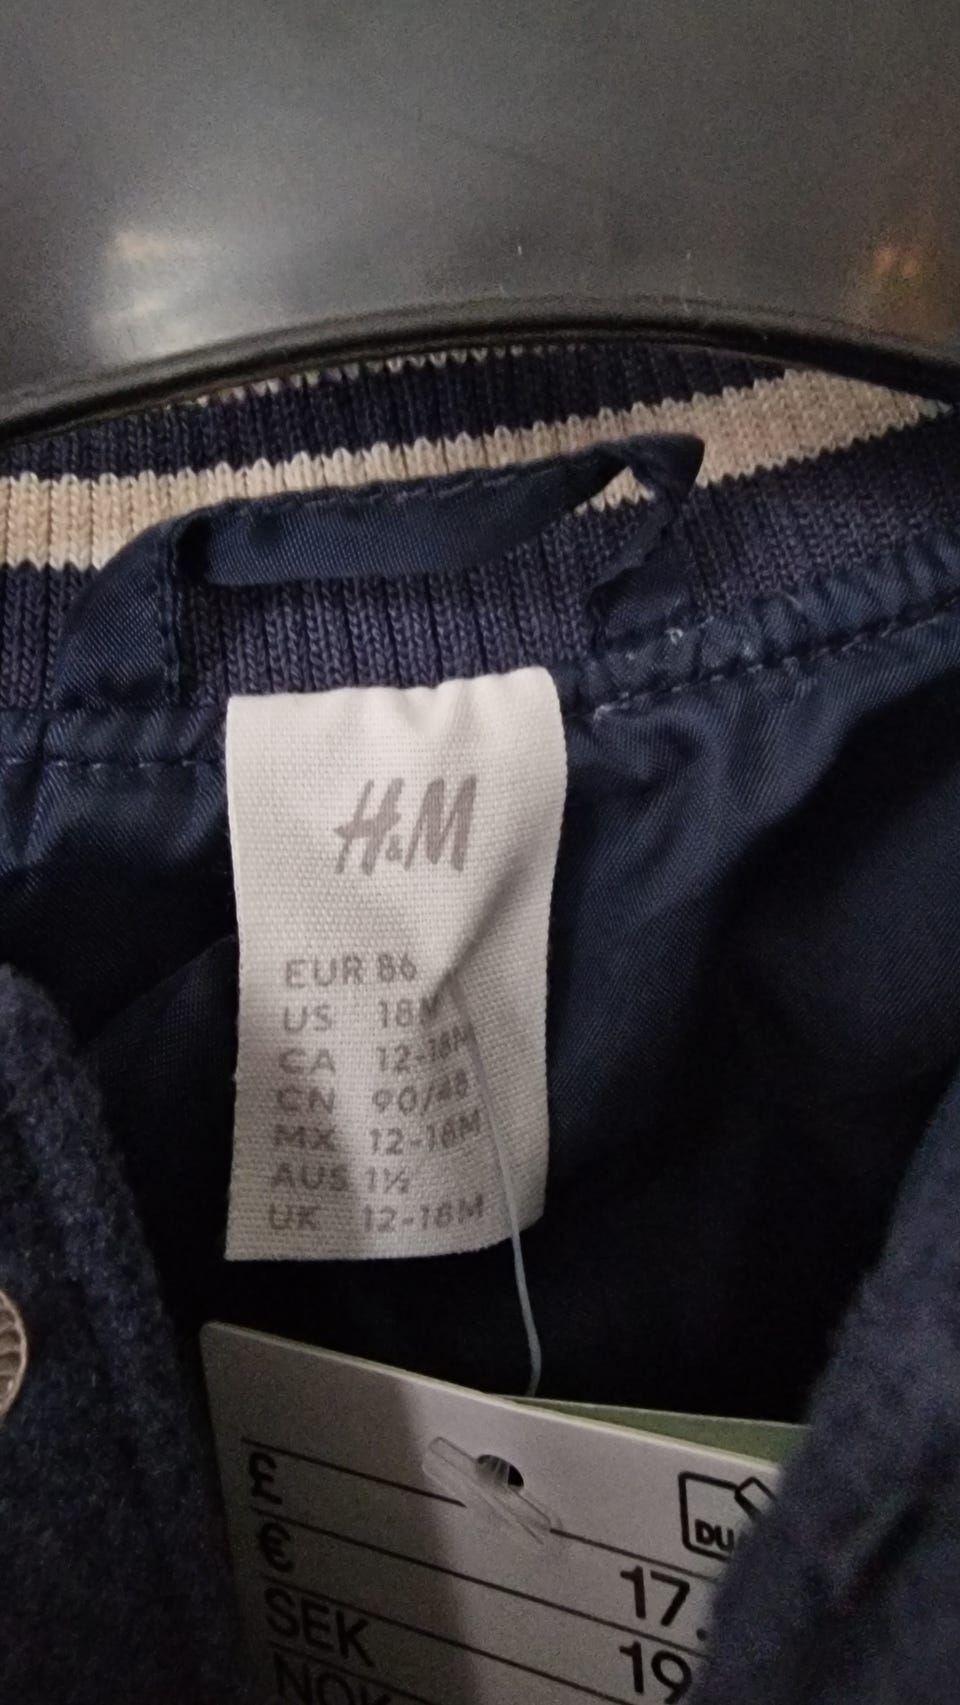 H&M
EUR 86
US 18M
CA 12-18M
CN 90/48
MX 12-18M
AUS 1½
UK 12-18M
£
€ 17.
SEK 19
NOK